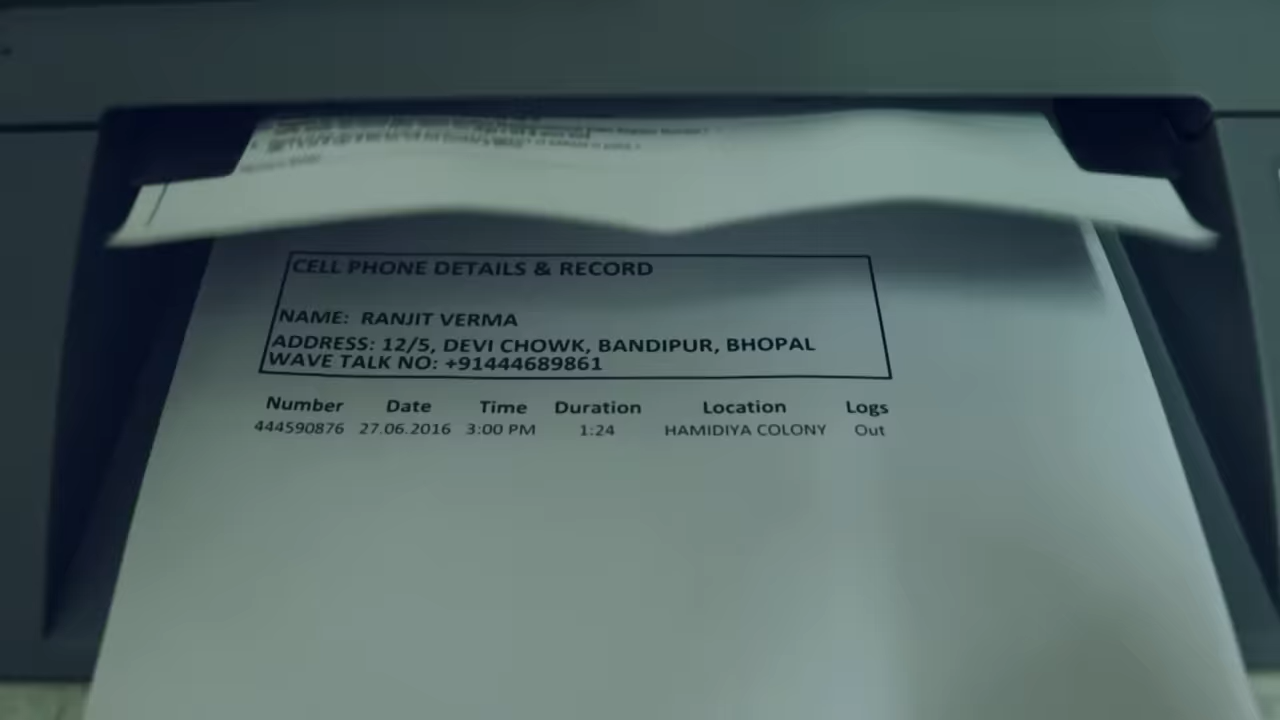 CELL PHONE DETAILS & RECORD
NAME: RANJIT VERMA
ADDRESS: 12/5, DEVI CHOWK, BANDIPUR, BHOPAL
WAVE TALK NO: +91444689861
Number Date Time Duration Location Logs
444590876 27.06.2016 3:00 PM 1:24 HAMIDIYA COLONY Out